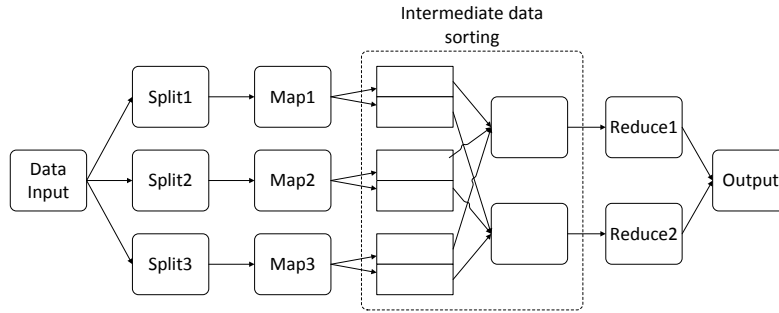 Intermediate data
sorting
Split1
Map1
Reduce1
Data
Input
Split2
Map2
Output
Split3
Map3
Reduce2